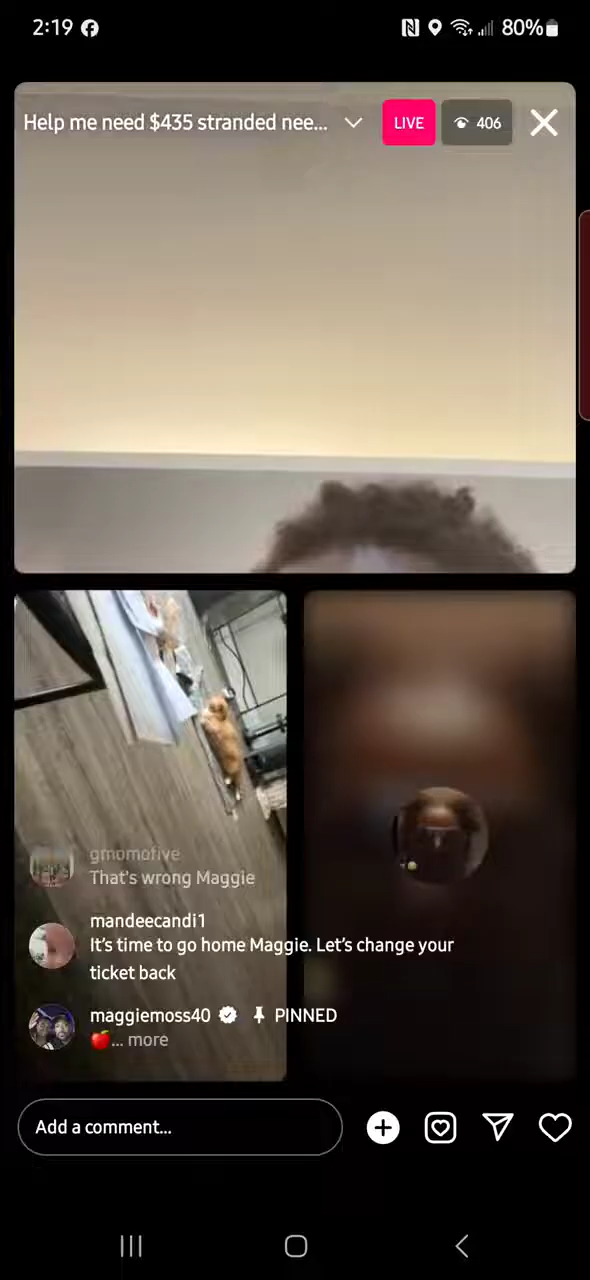 2:19
80%
Help me need $435 stranded nee...
LIVE
406
gmomofive
That's wrong Maggie
mandeecandi1
It's time to go home Maggie. Let's change your
ticket back
maggiemoss40 PINNED
🍎... more
Add a comment...